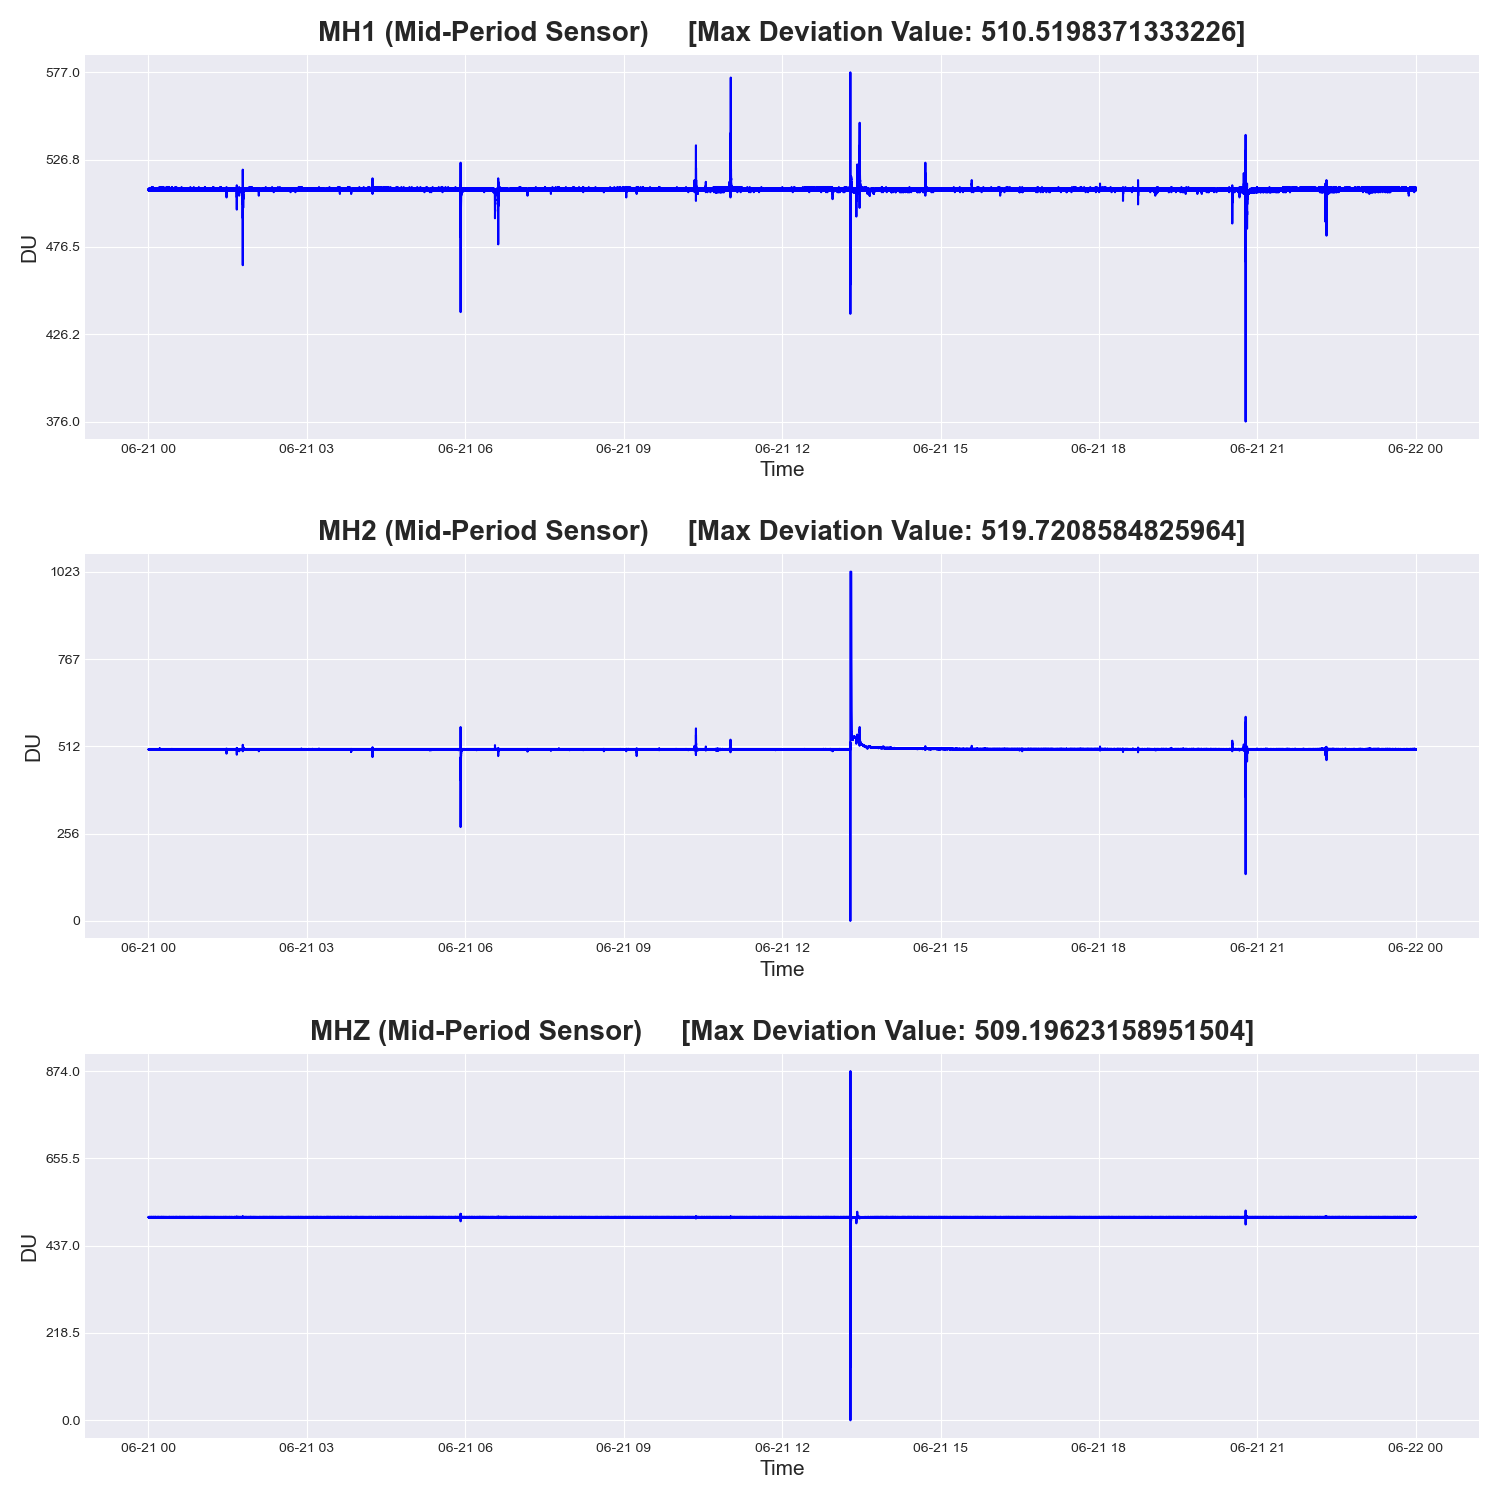 MH1 (Mid-Period Sensor) [Max Deviation Value: 510.5198371333226]
577.0
526.8
476.5
426.2
376.0
DU
06-21 00 06-21 03 06-21 06 06-21 09 06-21 12 06-21 15 06-21 18 06-21 21 06-22 00
Time
MH2 (Mid-Period Sensor) [Max Deviation Value: 519.7208584825964]
1023
767
512
256
0
DU
06-21 00 06-21 03 06-21 06 06-21 09 06-21 12 06-21 15 06-21 18 06-21 21 06-22 00
Time
MHZ (Mid-Period Sensor) [Max Deviation Value: 509.19623158951504]
874.0
655.5
437.0
218.5
0.0
DU
06-21 00 06-21 03 06-21 06 06-21 09 06-21 12 06-21 15 06-21 18 06-21 21 06-22 00
Time